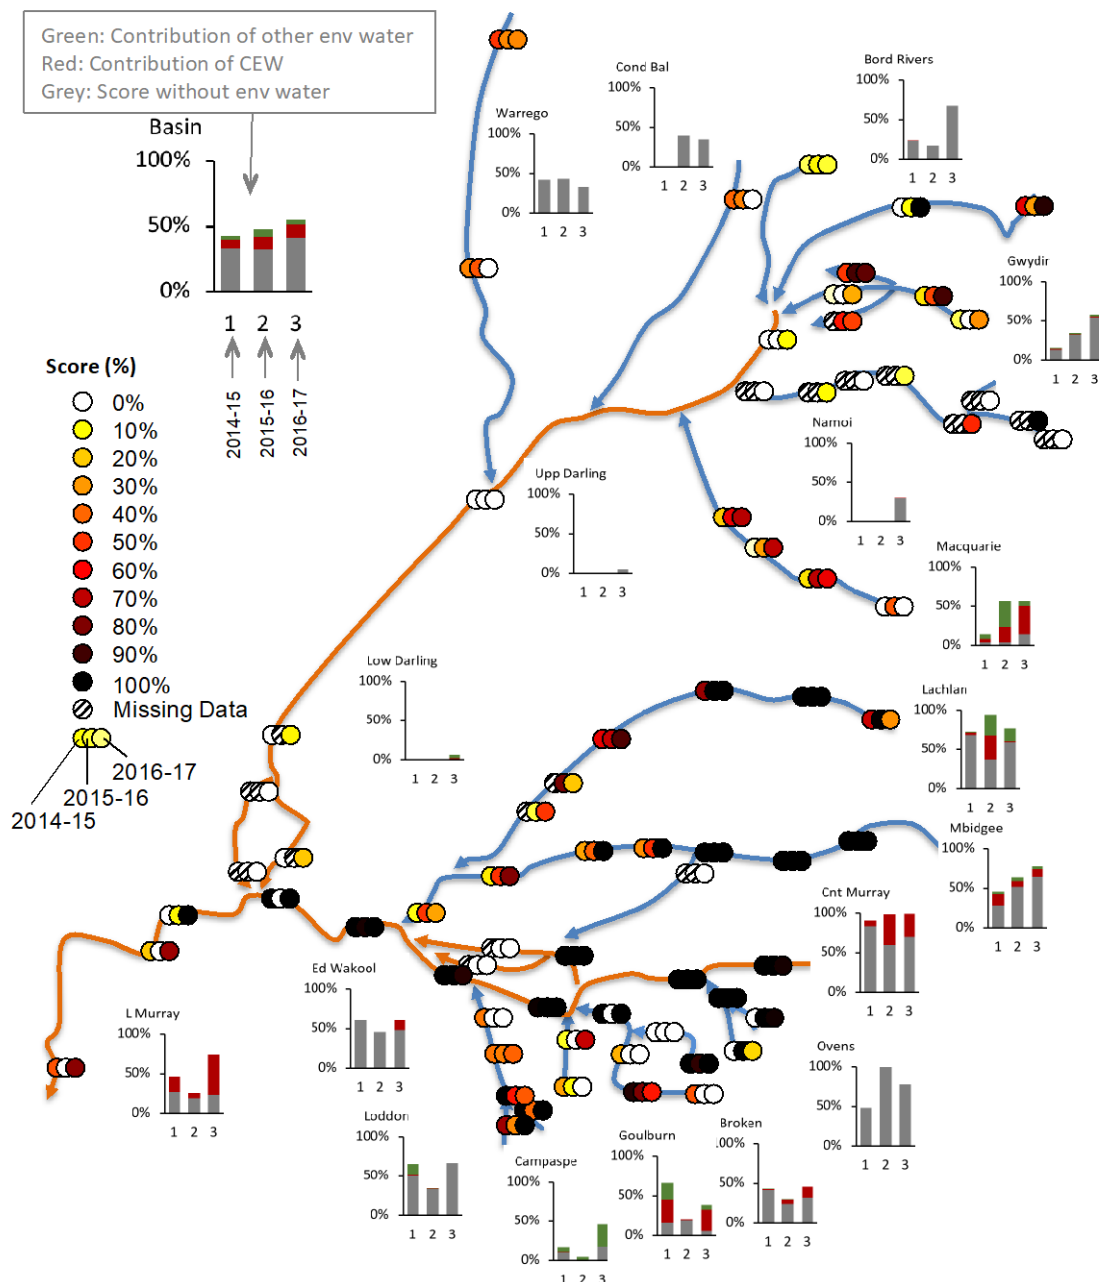 Green: Contribution of other env water
Red: Contribution of CEW
Grey: Score without env water
Basin
100%
50%
0%
1 2 3
2014-15
2015-16
2016-17
Score (%)
0%
10%
20%
30%
40%
50%
60%
70%
80%
90%
100%
Missing Data
2016-17
2015-16
2014-15
Warrego
100%
50%
0%
1 2 3
Cond Bal
100%
50%
0%
1 2 3
Bord Rivers
100%
50%
0%
1 2 3
Gwydir
100%
50%
0%
1 2 3
Namoi
100%
50%
0%
1 2 3
Upp Darling
100%
50%
0%
1 2 3
Macquarie
100%
50%
0%
1 2 3
Low Darling
100%
50%
0%
1 2 3
Lachlan
100%
50%
0%
1 2 3
Mbidgee
100%
50%
0%
1 2 3
Cnt Murray
100%
50%
0%
1 2 3
Ed Wakool
100%
50%
0%
1 2 3
L Murray
100%
50%
0%
1 2 3
Ovens
100%
50%
0%
1 2 3
Loddon
100%
50%
0%
1 2 3
Campaspe
100%
50%
0%
1 2 3
Goulburn
100%
50%
0%
1 2 3
Broken
100%
50%
0%
1 2 3